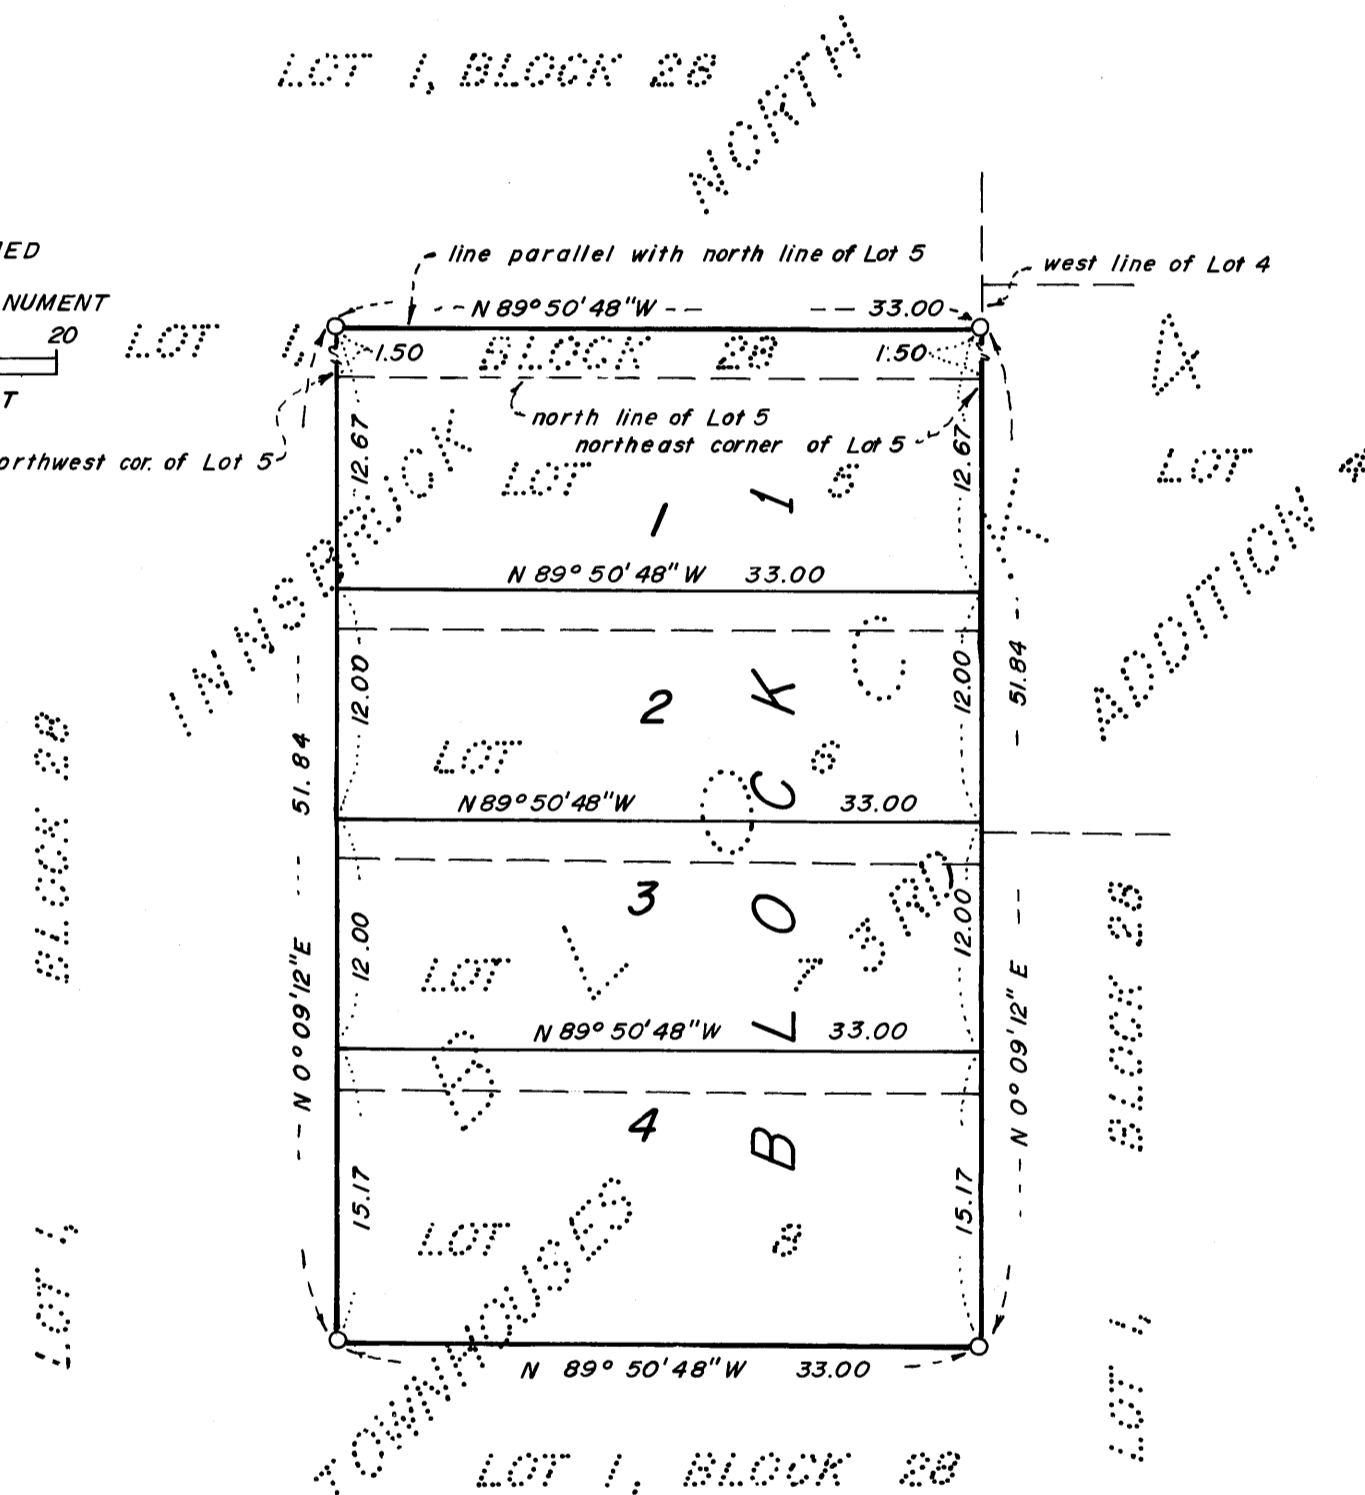 LOT 1, BLOCK 28
NORTH
line parallel with north line of Lot 5
west line of Lot 4
NUMENT
20
N 89° 50' 48" W 33.00
LOT 1, BLOCK 28
1.50
1.50
north line of Lot 5
northeast corner of Lot 5
orthwest cor. of Lot 5
12.67
12.67
LOT 5
1
LOT 4
N 89° 50' 48" W 33.00
INNSBRUCK
ADDITION
12.00
12.00
2
LOT 6
N 89° 50' 48" W 33.00
51.84
51.84
BLOCK 1
BLOCK 28
3
3RD
12.00
12.00
LOT 7
N 89° 50' 48" W 33.00
N 0° 09' 12" E
N 0° 09' 12" E
BLOCK 28
4
15.17
15.17
LOT 8
TOWNHOUSES
LOT 1,
LOT 1,
N 89° 50' 48" W 33.00
LOT 1, BLOCK 28